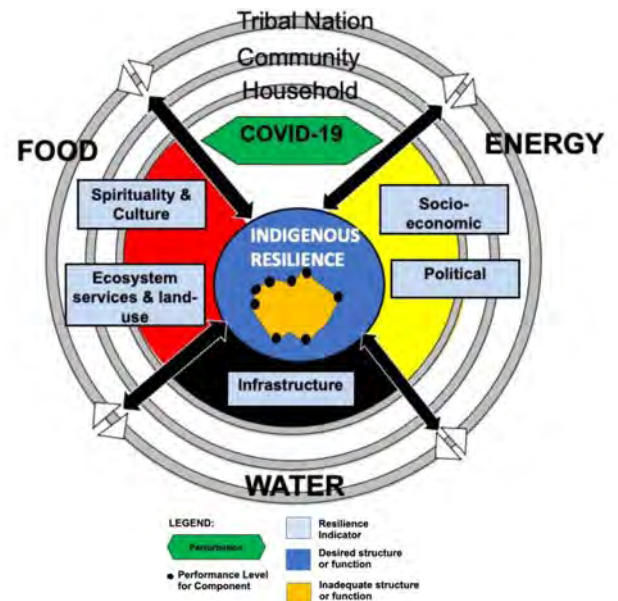 Tribal Nation
Community
Household
COVID-19
FOOD
ENERGY
Spirituality &
Culture
Socio-
economic
INDIGENOUS
RESILIENCE
Ecosystem
services & land-
use
Political
Infrastructure
WATER
LEGEND:
Perturbation
Performance Level
for Component
Resilience
Indicator
Desired structure
or function
Inadequate structure
or function